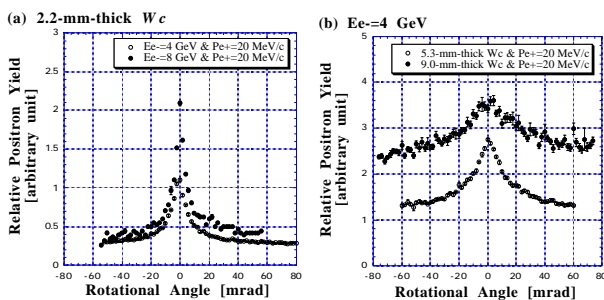 (a) 2.2-mm-thick Wc
Relative Positron Yield
[arbitrary unit]
3
2.5
2
1.5
1
0.5
0
Ee-=4 GeV & Pe+=20 MeV/c
Ee-=8 GeV & Pe+=20 MeV/c
-80 -60 -40 -20 0 20 40 60 80
Rotational Angle [mrad]
(b) Ee-=4 GeV
Relative Positron Yield
[arbitrary unit]
5
4
3
2
1
0
5.3-mm-thick Wc & Pe+=20 MeV/c
9.0-mm-thick Wc & Pe+=20 MeV/c
-80 -60 -40 -20 0 20 40 60 80
Rotational Angle [mrad]